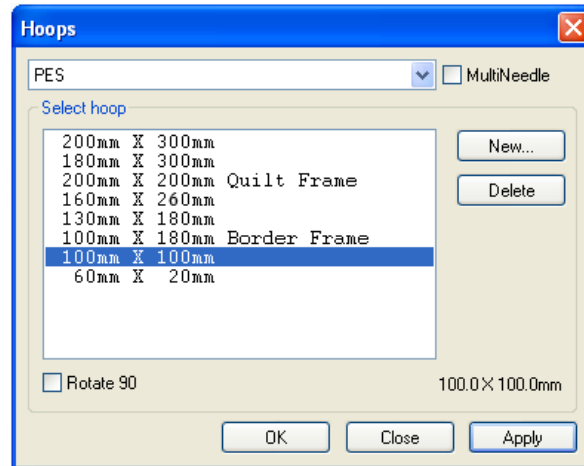 Hoops
PES
MultiNeedle
Select hoop
200mm X 300mm
180mm X 300mm
200mm X 200mm Quilt Frame
160mm X 260mm
130mm X 180mm
100mm X 180mm Border Frame
100mm X 100mm
60mm X 20mm
New...
Delete
Rotate 90
100.0 X 100.0mm
OK
Close
Apply